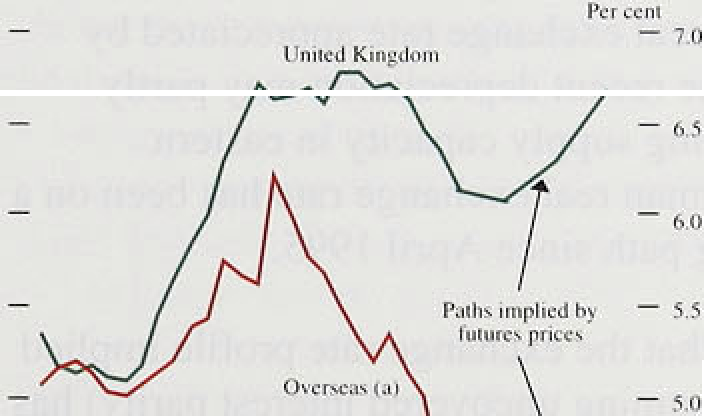 Per cent
7.0
United Kingdom
6.5
6.0
Paths implied by
futures prices
5.5
Overseas (a)
5.0